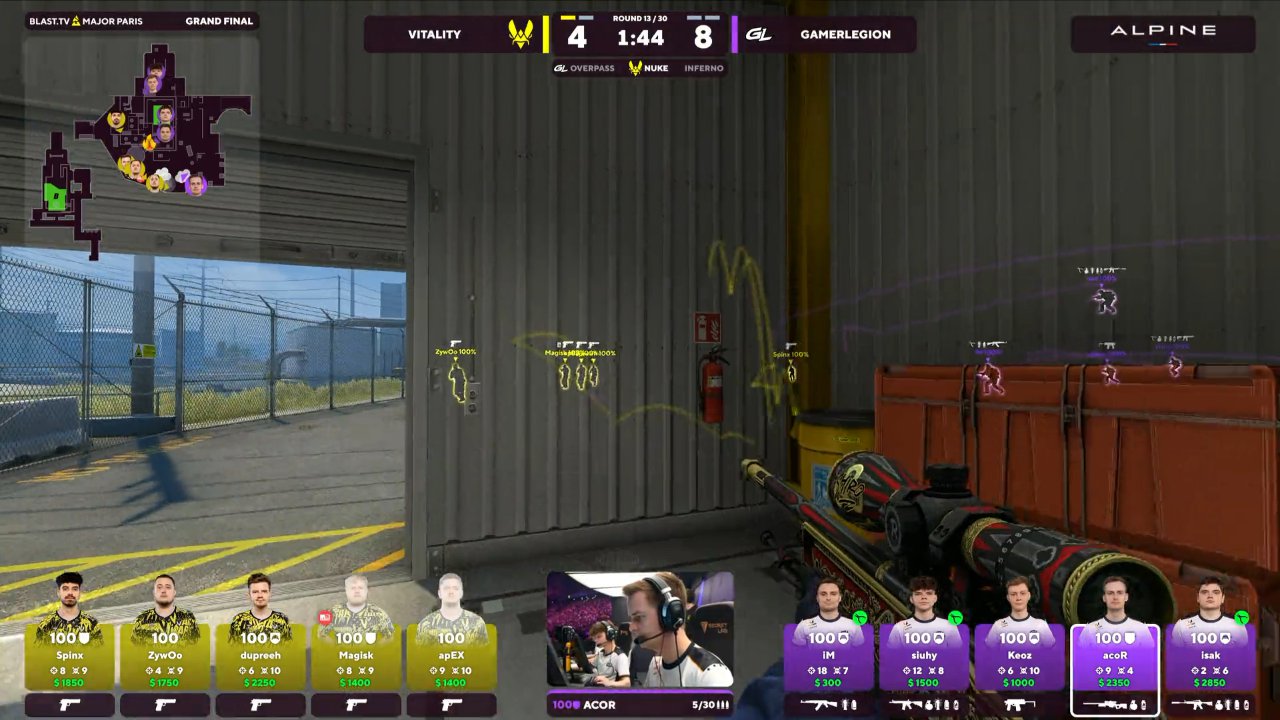 BLAST.TV MAJOR PARIS GRAND FINAL
VITALITY 4 ROUND 13 / 30 1:44 8 GL GAMERLEGION
GL OVERPASS NUKE INFERNO
ALPINE
ZywOo 100%
Spinx 100%
100 100 100 100 100
Spinx ZywOo dupreeh Magisk apEX
8 9 4 9 6 10 8 9 9 10
$1850 $1750 $2250 $1400 $1400
100 ACOR 5/30
100 100 100 100 100
iM siuhy Keoz acoR isak
18 7 12 8 6 10 9 4 2 6
$300 $1500 $1000 $2350 $2850